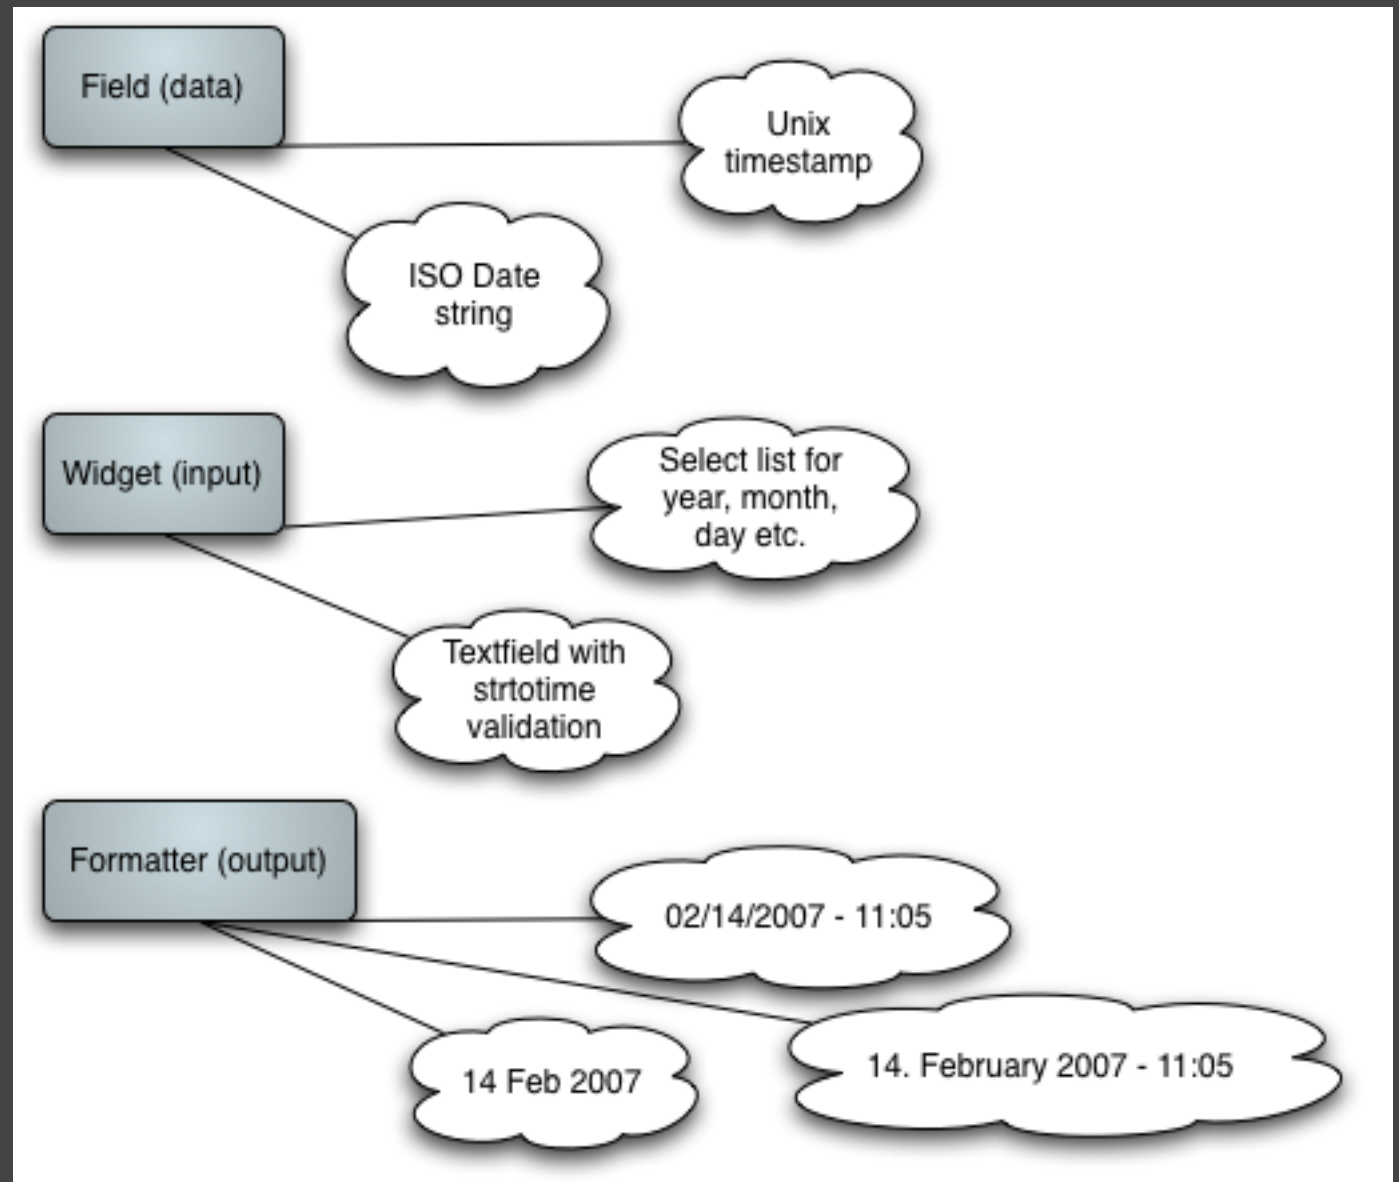 Field (data)
Unix
timestamp
ISO Date
string
Widget (input)
Select list for
year, month,
day etc.
Textfield with
strtotime
validation
Formatter (output)
02/14/2007 - 11:05
14. February 2007 - 11:05
14 Feb 2007